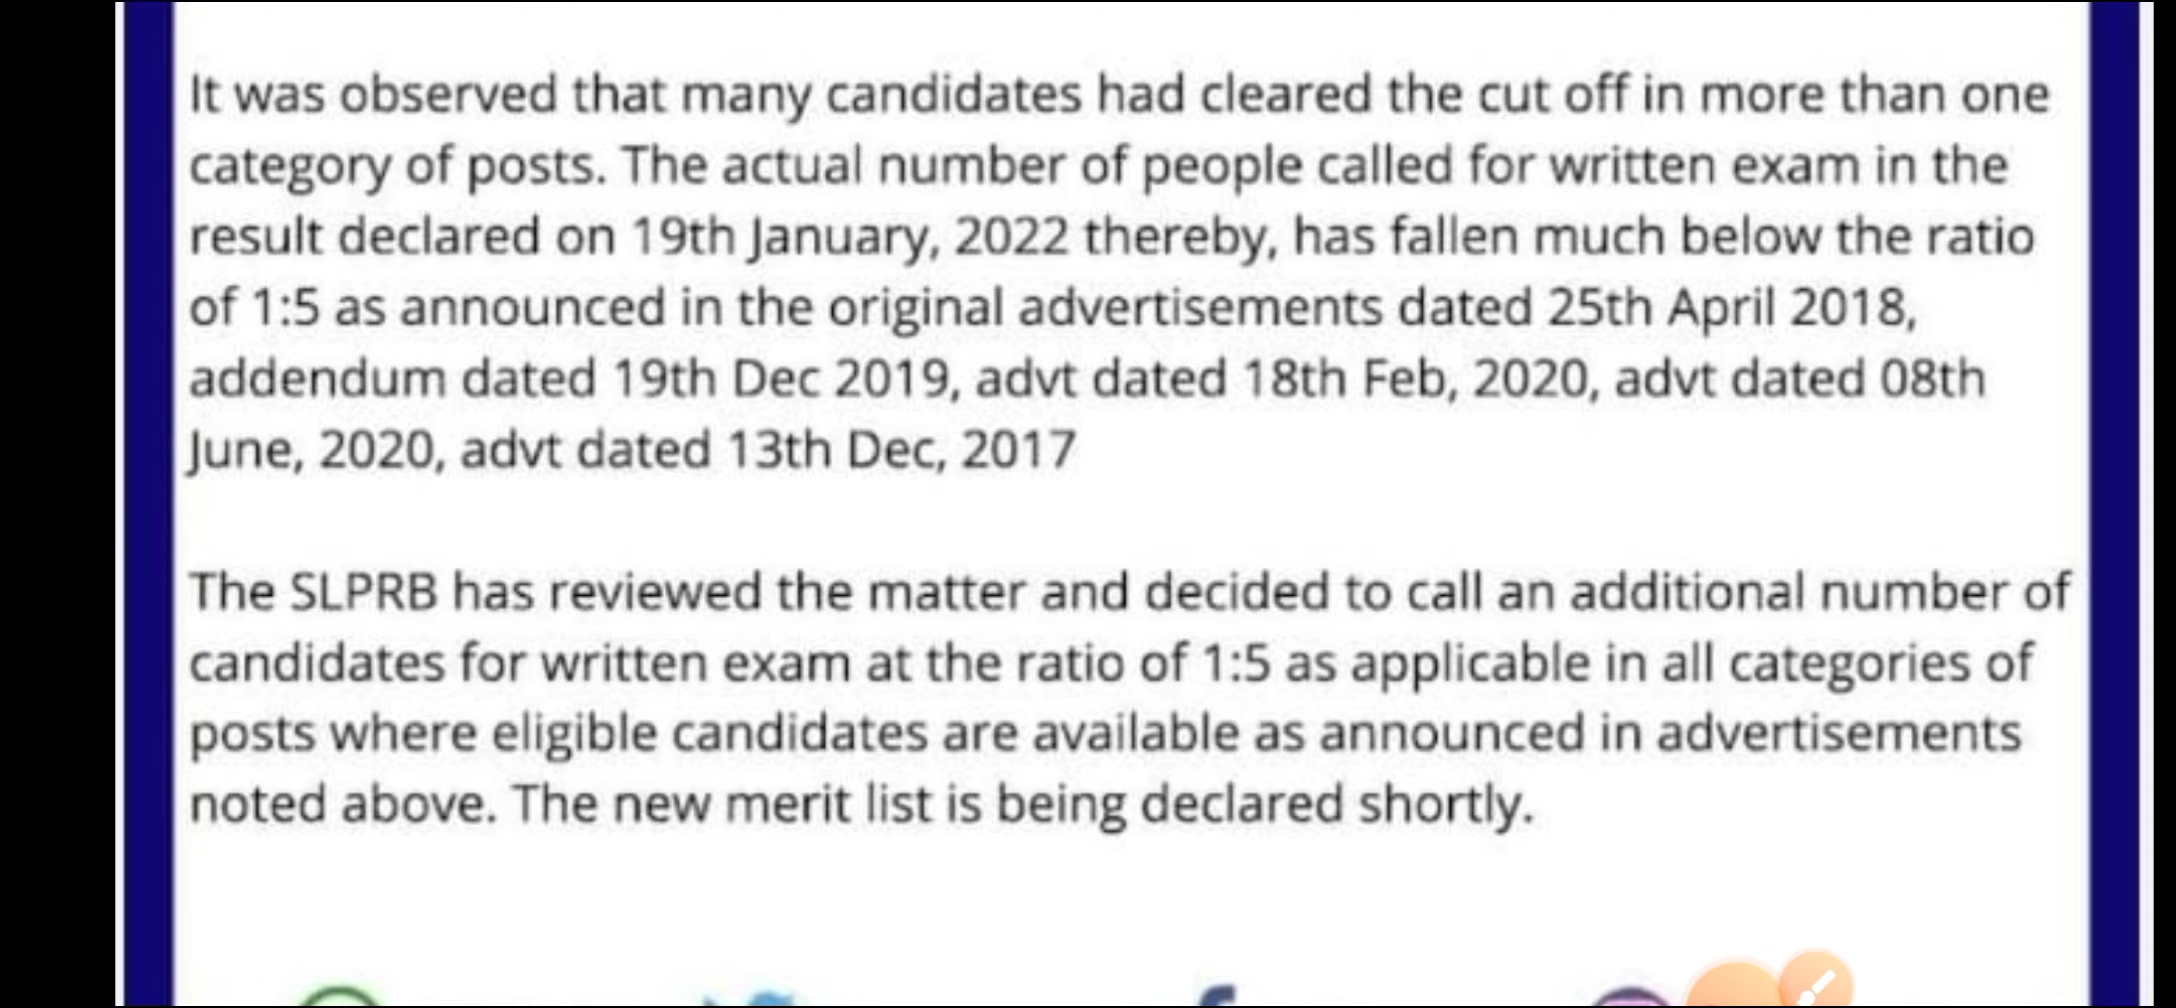 It was observed that many candidates had cleared the cut off in more than one
category of posts. The actual number of people called for written exam in the
result declared on 19th January, 2022 thereby, has fallen much below the ratio
of 1:5 as announced in the original advertisements dated 25th April 2018,
addendum dated 19th Dec 2019, advt dated 18th Feb, 2020, advt dated 08th
June, 2020, advt dated 13th Dec, 2017
The SLPRB has reviewed the matter and decided to call an additional number of
candidates for written exam at the ratio of 1:5 as applicable in all categories of
posts where eligible candidates are available as announced in advertisements
noted above. The new merit list is being declared shortly.